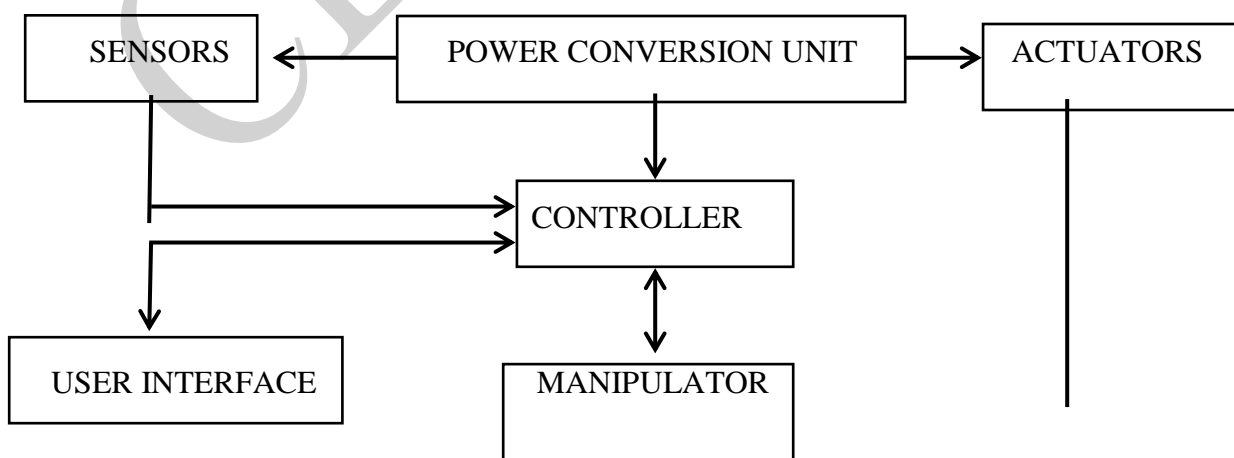 SENSORS
POWER CONVERSION UNIT
ACTUATORS
CONTROLLER
USER INTERFACE
MANIPULATOR